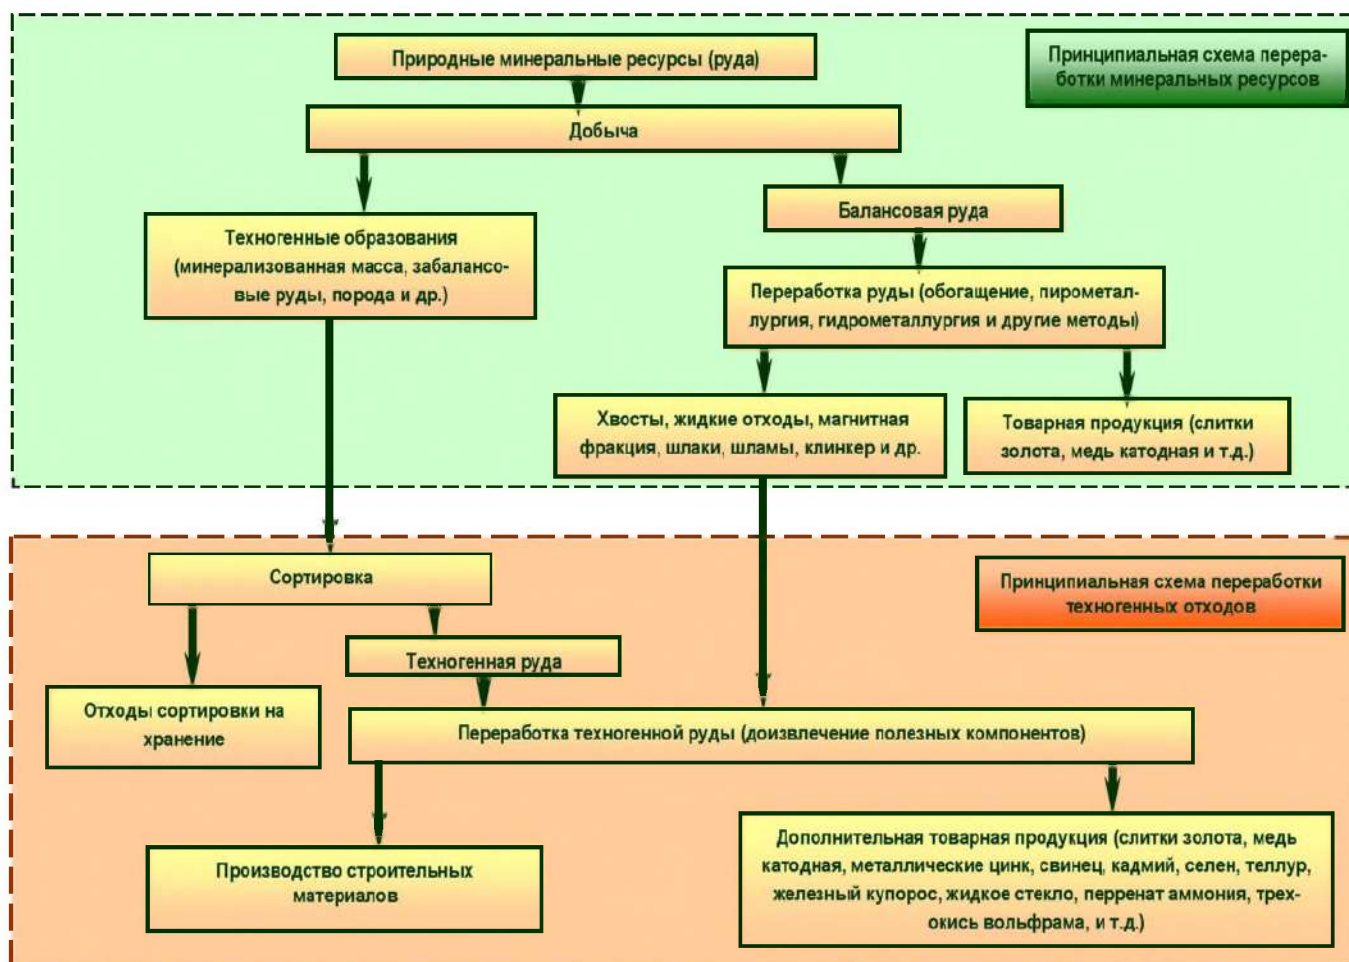 Природные минеральные ресурсы (руда)
Принципиальная схема перера-
ботки минеральных ресурсов
Добыча
Балансовая руда
Техногенные образования
(минерализованная масса, забалансо-
вые руды, порода и др.)
Переработка руды (обогащение, пирометал-
лургия, гидрометаллургия и другие методы)
Хвосты, жидкие отходы, магнитная
фракция, шлаки, шламы, клинкер и др.
Товарная продукция (слитки
золота, медь катодная и т.д.)
Сортировка
Принципиальная схема переработки
техногенных отходов
Техногенная руда
Отходы сортировки на
хранение
Переработка техногенной руды (доизвлечение полезных компонентов)
Производство строительных
материалов
Дополнительная товарная продукция (слитки золота, медь
катодная, металлические цинк, свинец, кадмий, селен, теллур,
железный купорос, жидкое стекло, перренат аммония, трех-
окись вольфрама, и т.д.)